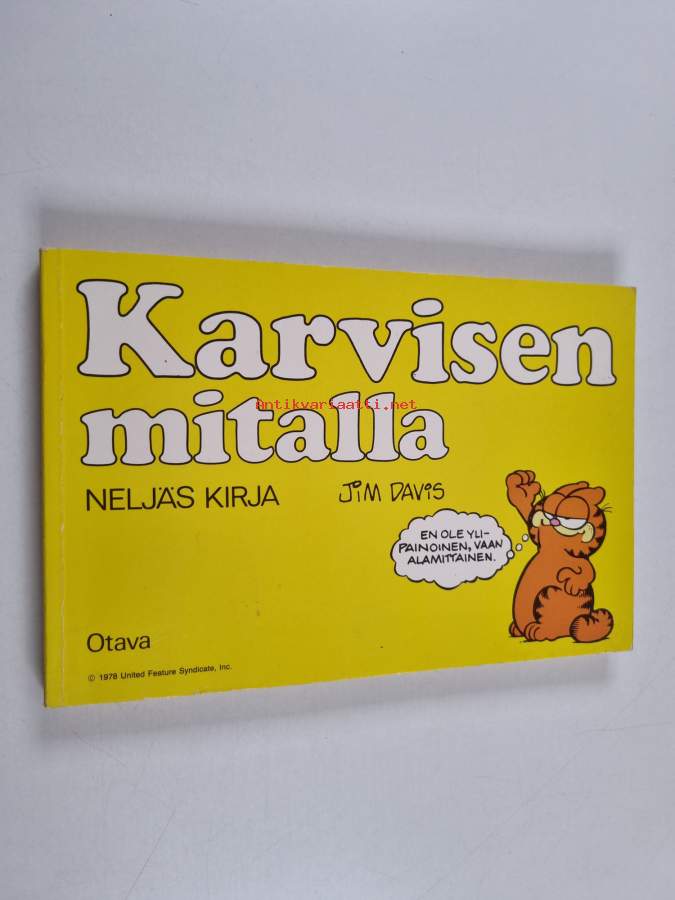 Karvisen
mitalla
Antikvariaatti.net
NELJÄS KIRJA
JIM DAVIS
EN OLE YLI-
PAINOINEN, VAAN
ALAMITTAINEN.
Otava
© 1978 United Feature Syndicate, Inc.